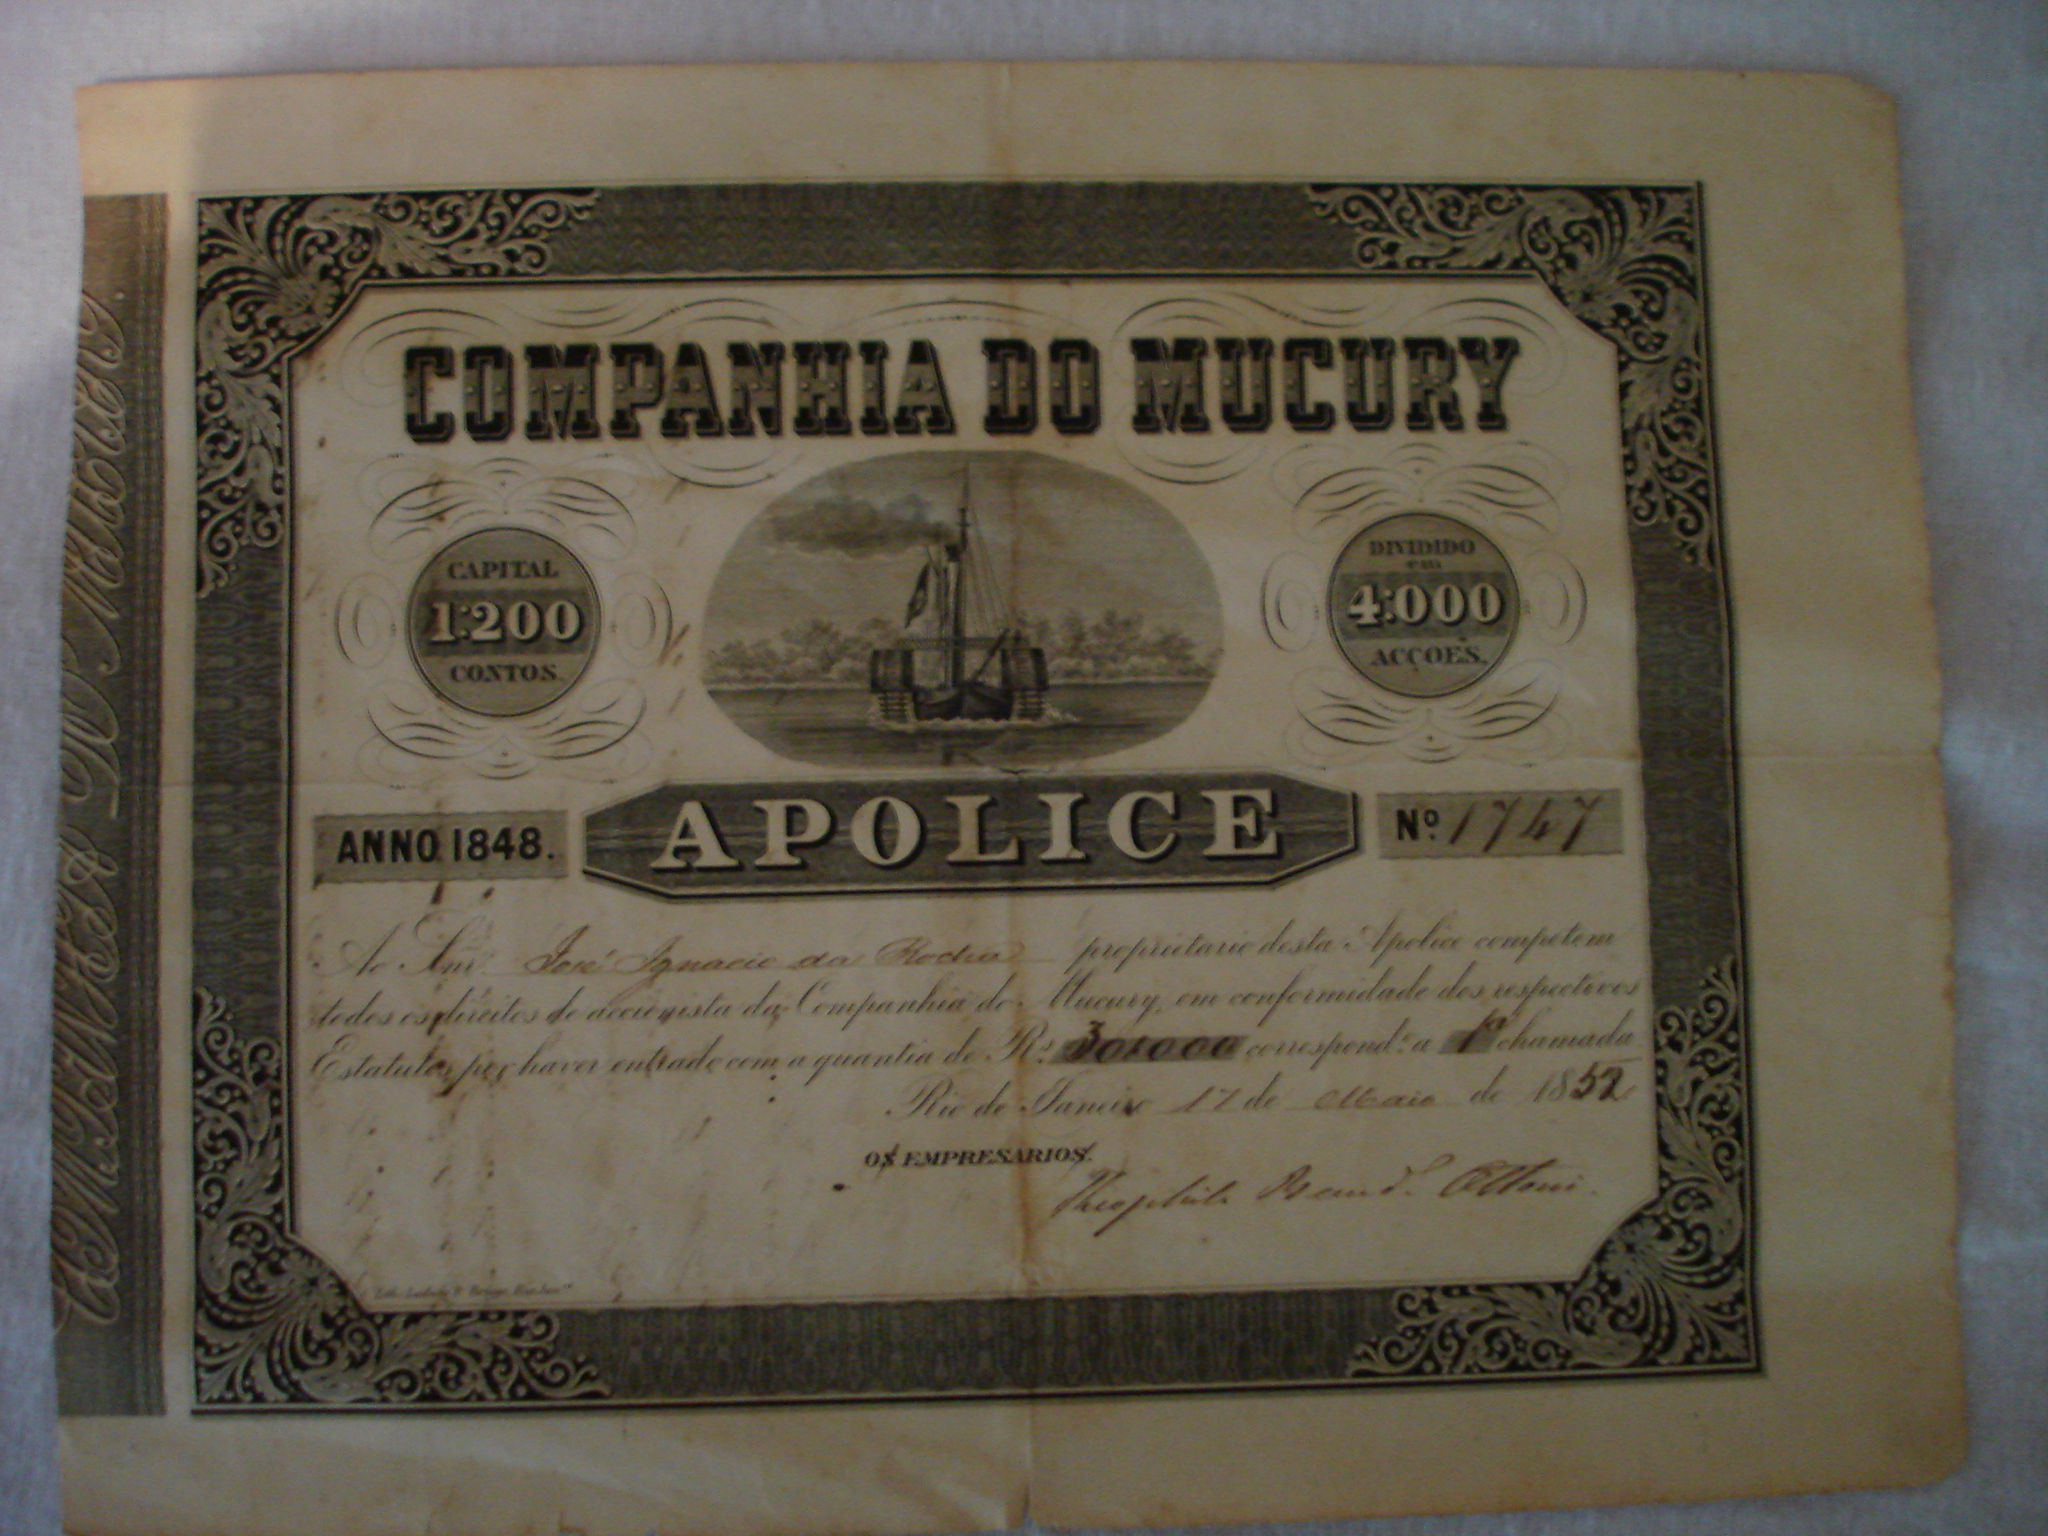 COMPANHIA DO MUCURY
CAPITAL
1:200
CONTOS.
DIVIDIDO
em
4:000
ACÇOES.
ANNO 1848.
APOLICE
Nº. 1747
Ao Snr. José Ignacio da Rocha proprietario desta Apolice competem
todos os direitos de accionista da Companhia do Mucury, em conformidade dos respectivos
Estatutos por haver entrado com a quantia de Rs. 30$000 correspond.e a 1ª chamada
Rio de Janeiro 17 de Maio de 1852
OS EMPRESARIOS.
Theophilo Ottoni.